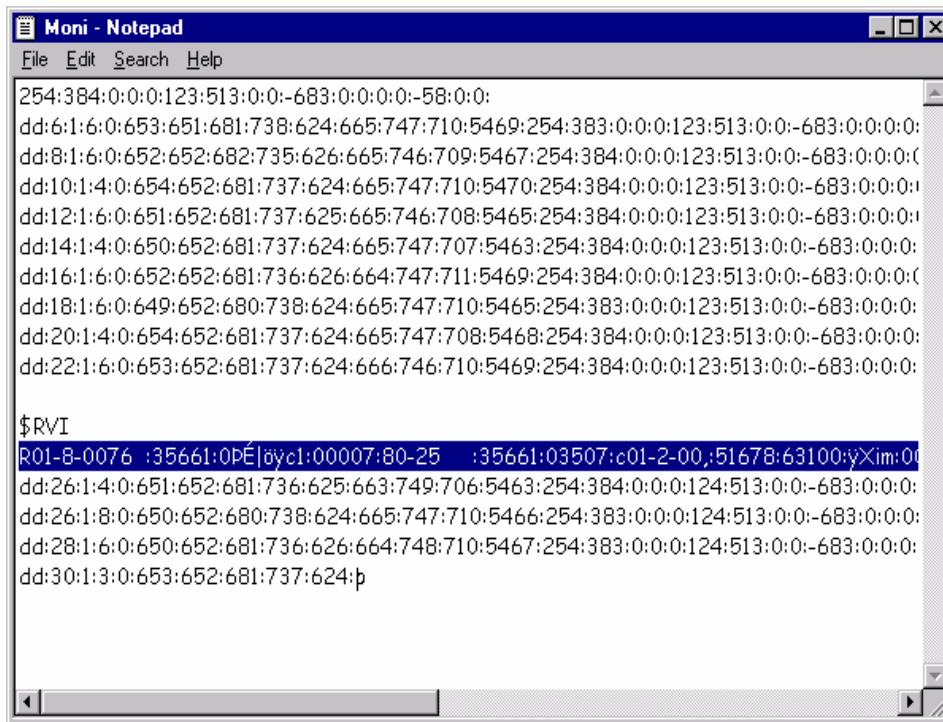 Moni - Notepad
File Edit Search Help
254:384:0:0:0:123:513:0:0:-683:0:0:0:0:-58:0:0:
dd:6:1:6:0:653:651:681:738:624:665:747:710:5469:254:383:0:0:0:123:513:0:0:-683:0:0:0:0:
dd:8:1:6:0:652:652:682:735:626:665:746:709:5467:254:384:0:0:0:123:513:0:0:-683:0:0:0:
dd:10:1:4:0:654:652:681:737:624:665:747:710:5470:254:384:0:0:0:123:513:0:0:-683:0:0:0:
dd:12:1:6:0:651:652:681:737:625:665:746:708:5465:254:384:0:0:0:123:513:0:0:-683:0:0:0:
dd:14:1:4:0:650:652:681:737:624:665:747:707:5463:254:384:0:0:0:123:513:0:0:-683:0:0:0:
dd:16:1:6:0:652:652:681:736:626:664:747:711:5469:254:384:0:0:0:123:513:0:0:-683:0:0:0:
dd:18:1:6:0:649:652:680:738:624:665:747:710:5465:254:383:0:0:0:123:513:0:0:-683:0:0:0:
dd:20:1:4:0:654:652:681:737:624:665:747:708:5468:254:384:0:0:0:123:513:0:0:-683:0:0:0:
dd:22:1:6:0:653:652:681:737:624:666:746:710:5469:254:384:0:0:0:123:513:0:0:-683:0:0:0:
$RVI
R01-8-0076 :35661:0ÞÉ|öyc1:00007:80-25 :35661:03507:c01-2-00,:51678:63100:ÿXim:00
dd:26:1:4:0:651:652:681:736:625:663:749:706:5463:254:384:0:0:0:124:513:0:0:-683:0:0:0:
dd:26:1:8:0:650:652:680:738:624:665:747:710:5466:254:383:0:0:0:124:513:0:0:-683:0:0:0:
dd:28:1:6:0:650:652:681:736:626:664:748:710:5467:254:383:0:0:0:124:513:0:0:-683:0:0:0:
dd:30:1:3:0:653:652:681:737:624:þ